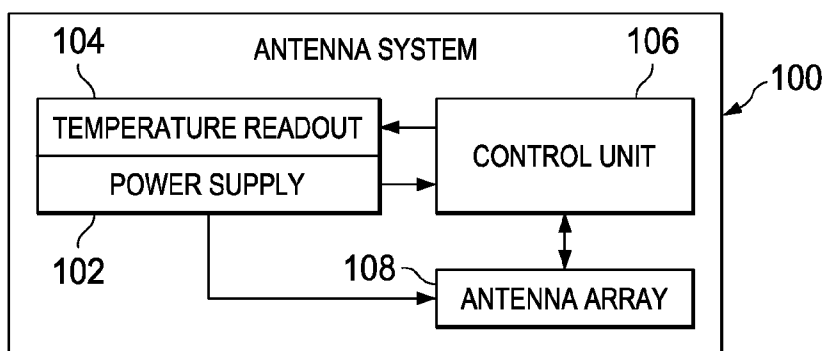 104
ANTENNA SYSTEM
106
100
TEMPERATURE READOUT
CONTROL UNIT
POWER SUPPLY
102
108
ANTENNA ARRAY